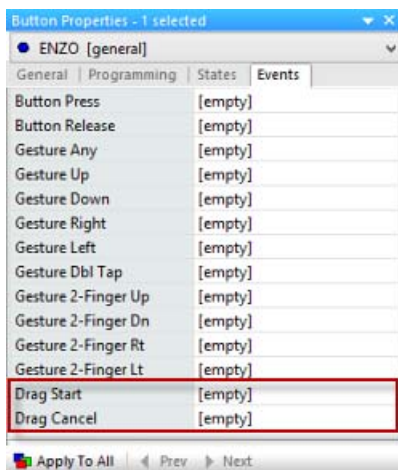 Button Properties - 1 selected
ENZO [general]
General | Programming | States | Events
Button Press [empty]
Button Release [empty]
Gesture Any [empty]
Gesture Up [empty]
Gesture Down [empty]
Gesture Right [empty]
Gesture Left [empty]
Gesture Dbl Tap [empty]
Gesture 2-Finger Up [empty]
Gesture 2-Finger Dn [empty]
Gesture 2-Finger Rt [empty]
Gesture 2-Finger Lt [empty]
Drag Start [empty]
Drag Cancel [empty]
Apply To All Prev Next